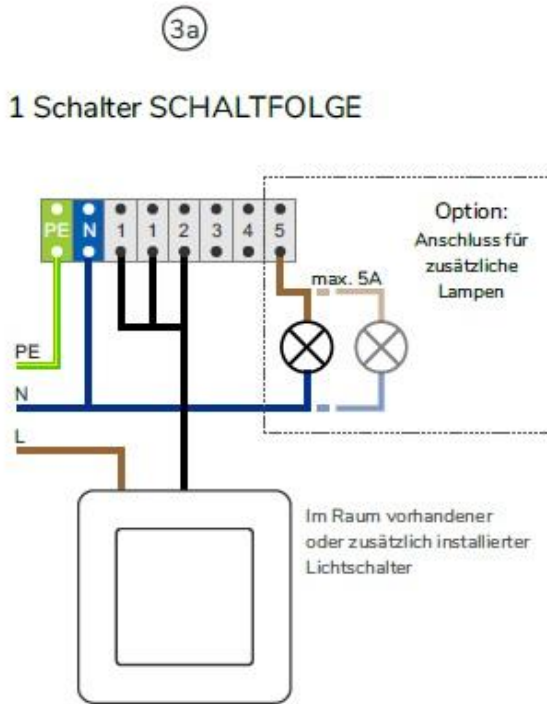 3a
1 Schalter SCHALTFOLGE
PE N 1 1 2 3 4 5
Option:
Anschluss für
zusätzliche
Lampen
max. 5A
PE
N
L
Im Raum vorhandener
oder zusätzlich installierter
Lichtschalter